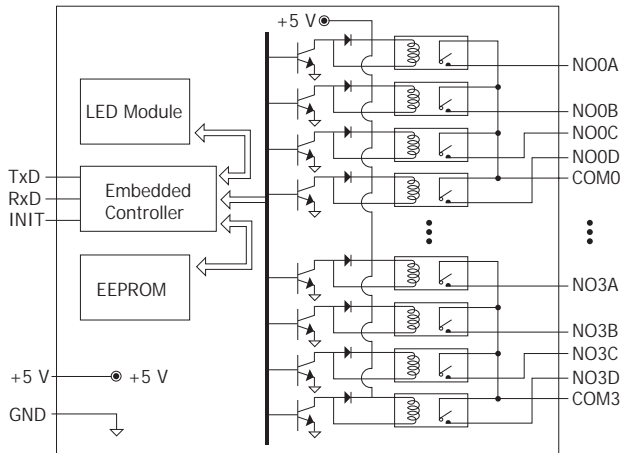 +5 V
LED Module
TxD
RxD
INIT
Embedded
Controller
EEPROM
+5 V
+5 V
GND
NO0A
NO0B
NO0C
NO0D
COM0
NO3A
NO3B
NO3C
NO3D
COM3